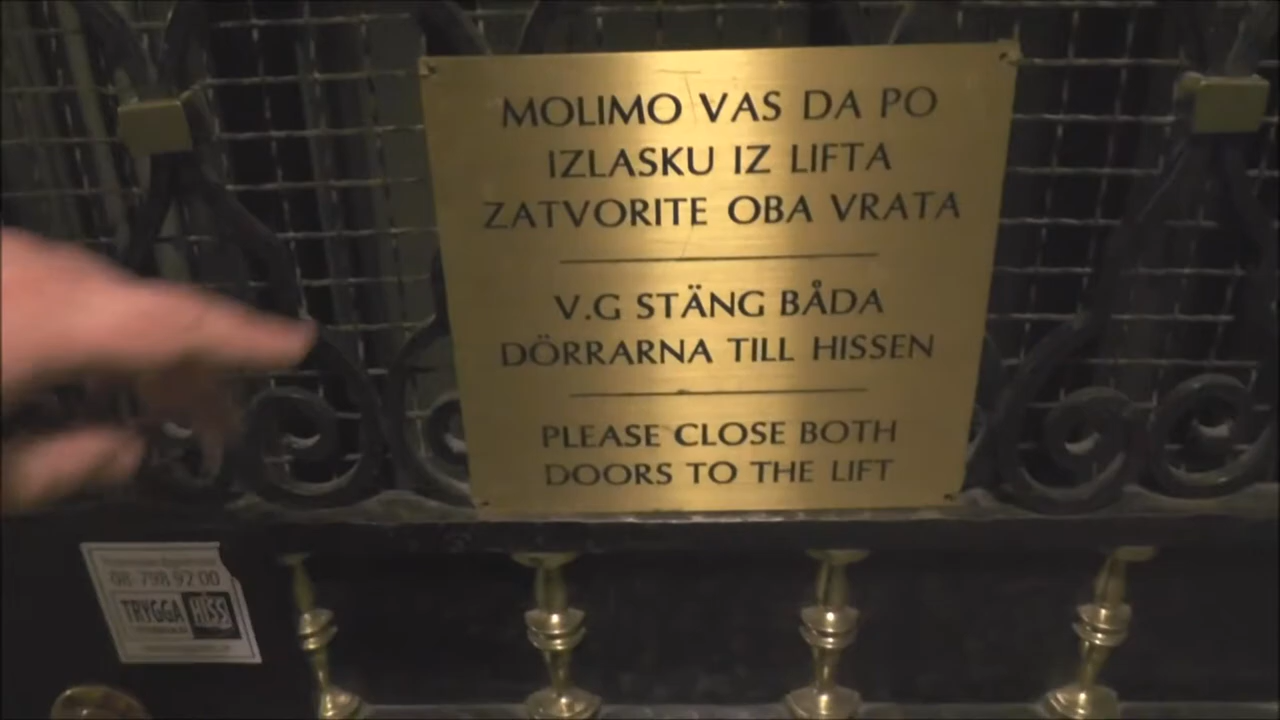 MOLIMO VAS DA PO
IZLASKU IZ LIFTA
ZATVORITE OBA VRATA
V.G STÄNG BÅDA
DÖRRARNA TILL HISSEN
PLEASE CLOSE BOTH
DOORS TO THE LIFT
08-798 92 00
TRYGGA HISS